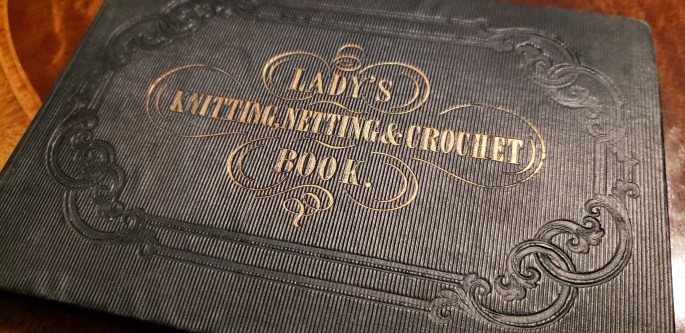 LADY'S
KNITTING, NETTING & CROCHET
BOOK.